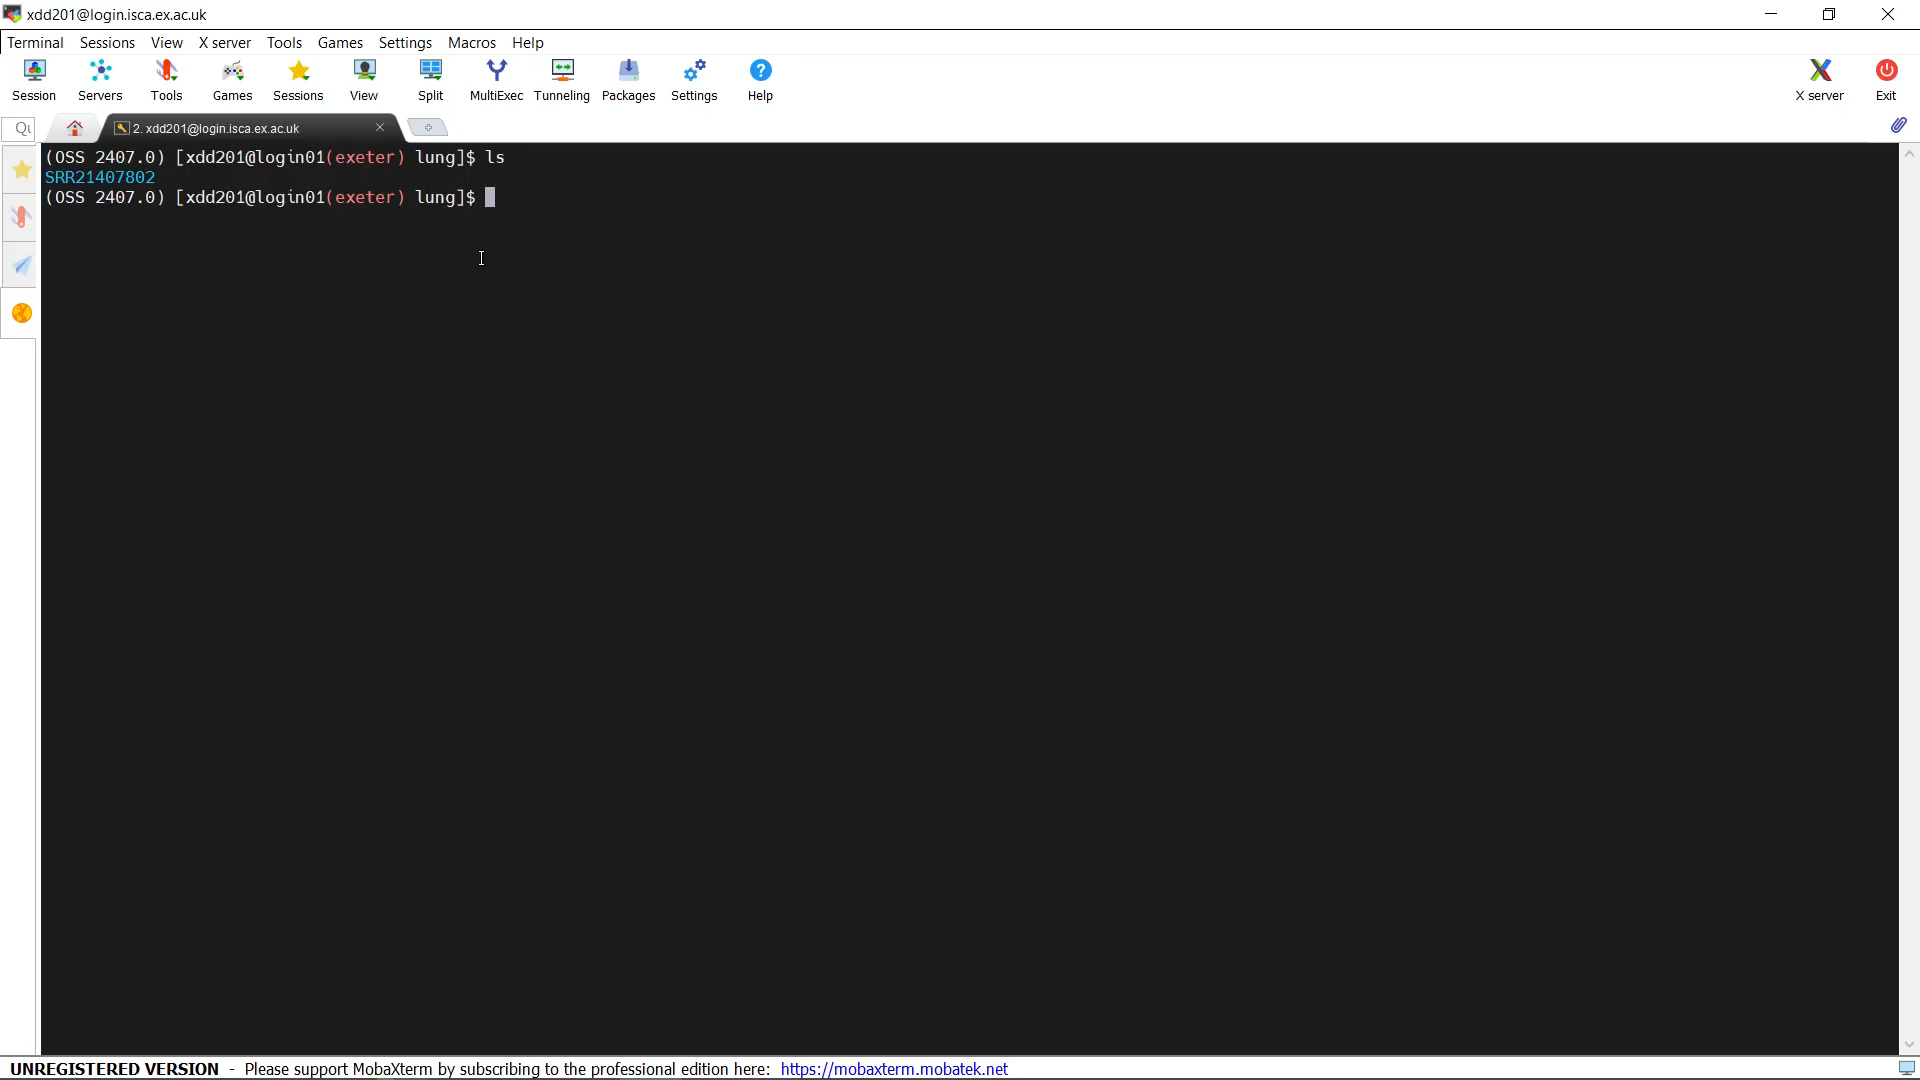 xdd201@login.isca.ex.ac.uk
Terminal Sessions View X server Tools Games Settings Macros Help
Session Servers Tools Games Sessions View Split MultiExec Tunneling Packages Settings Help X server Exit
2. xdd201@login.isca.ex.ac.uk
(OSS 2407.0) [xdd201@login01(exeter) lung]$ ls
SRR21407802
(OSS 2407.0) [xdd201@login01(exeter) lung]$
UNREGISTERED VERSION - Please support MobaXterm by subscribing to the professional edition here: https://mobaxterm.mobatek.net